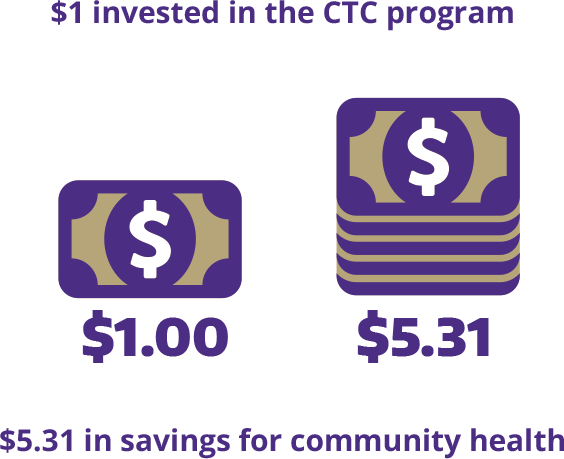 $1 invested in the CTC program
$
$
$1.00
$5.31
$5.31 in savings for community health